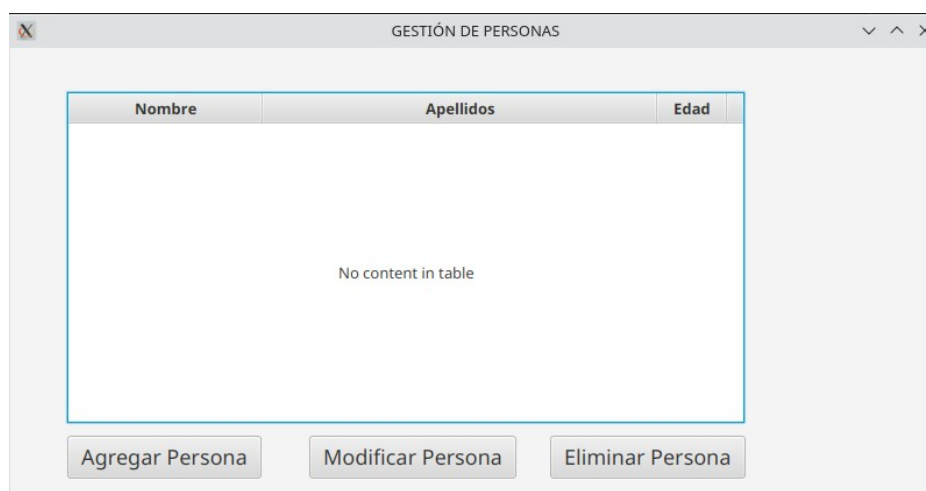 GESTIÓN DE PERSONAS
Nombre Apellidos Edad
No content in table
Agregar Persona Modificar Persona Eliminar Persona